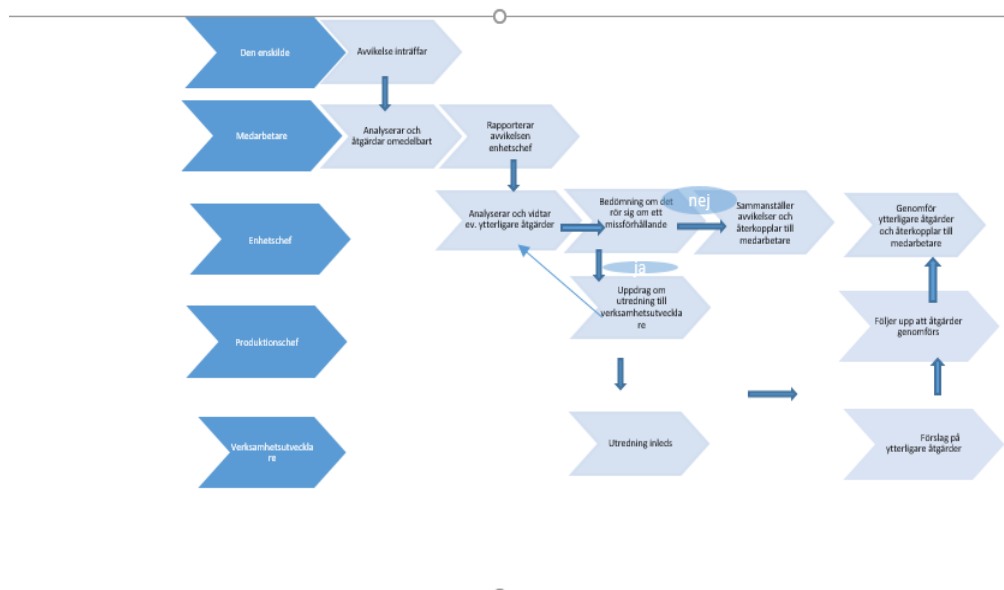 Den enskilde
Avvikelse inträffar
Medarbetare
Analyserar och
åtgärdar omedelbart
Rapporterar
avvikelsen
enhetschef
Enhetschef
Analyserar och vidtar
ev. ytterligare åtgärder
Bedömning om det
rör sig om ett
missförhållande
nej
Sammanställer
avvikelser och
återkopplar till
medarbetare
Genomför
ytterligare åtgärder
och återkopplar till
medarbetare
ja
Uppdrag om
utredning till
verksamhetsutveckla
re
Produktionschef
Följer upp att åtgärder
genomförs
Verksamhetsutveckla
re
Utredning inleds
Förslag på
ytterligare åtgärder